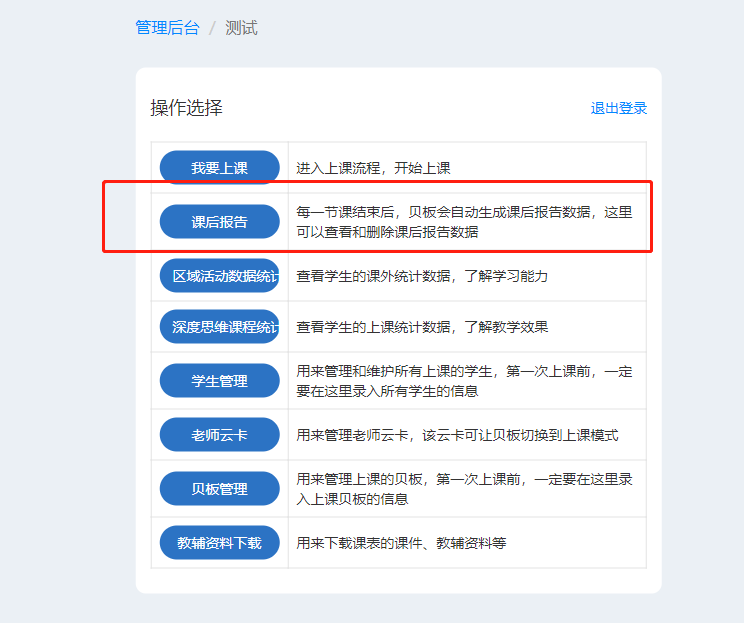 管理后台 / 测试
操作选择
退出登录
我要上课
进入上课流程，开始上课
课后报告
每一节课结束后，贝板会自动生成课后报告数据，这里
可以查看和删除课后报告数据
区域活动数据统计
查看学生的课外统计数据，了解学习能力
深度思维课程统计
查看学生的上课统计数据，了解教学效果
学生管理
用来管理和维护所有上课的学生，第一次上课前，一定
要在这里录入所有学生的信息
老师云卡
用来管理老师云卡，该云卡可让贝板切换到上课模式
贝板管理
用来管理上课的贝板，第一次上课前，一定要在这里录
入上课贝板的信息
教辅资料下载
用来下载课表的课件、教辅资料等